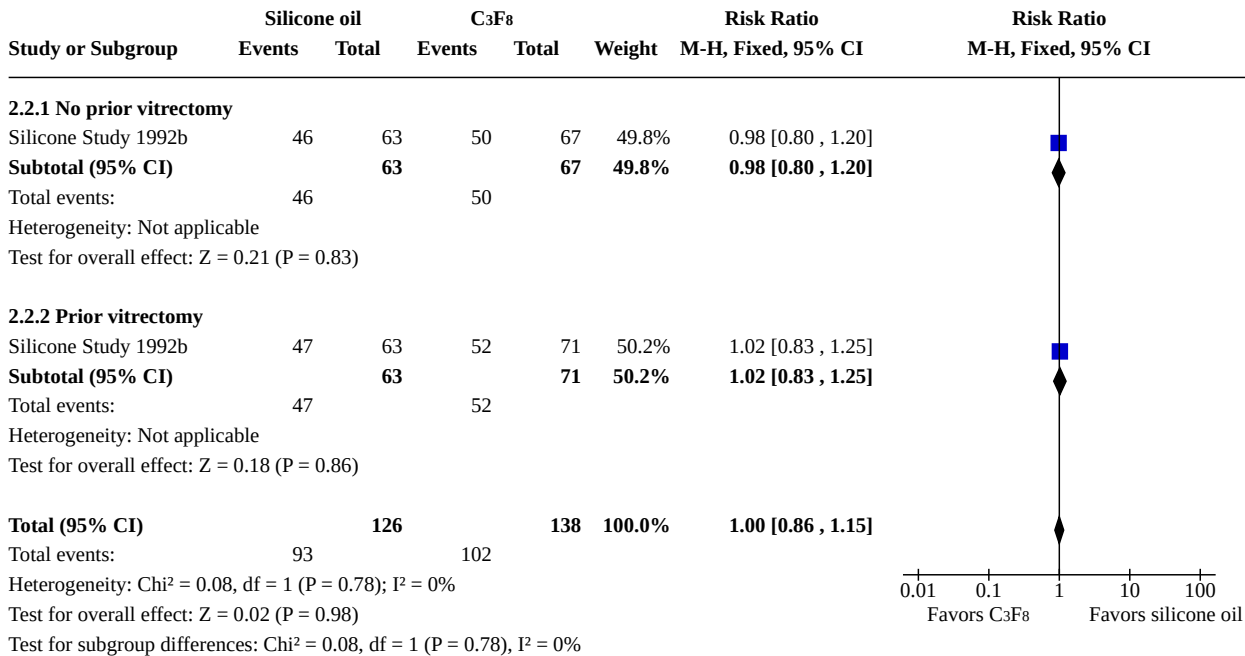 Silicone oil C₃F₈ Risk Ratio Risk Ratio
Study or Subgroup Events Total Events Total Weight M-H, Fixed, 95% CI M-H, Fixed, 95% CI
2.2.1 No prior vitrectomy
Silicone Study 1992b 46 63 50 67 49.8% 0.98 [0.80 , 1.20]
Subtotal (95% CI) 63 67 49.8% 0.98 [0.80 , 1.20]
Total events: 46 50
Heterogeneity: Not applicable
Test for overall effect: Z = 0.21 (P = 0.83)
2.2.2 Prior vitrectomy
Silicone Study 1992b 47 63 52 71 50.2% 1.02 [0.83 , 1.25]
Subtotal (95% CI) 63 71 50.2% 1.02 [0.83 , 1.25]
Total events: 47 52
Heterogeneity: Not applicable
Test for overall effect: Z = 0.18 (P = 0.86)
Total (95% CI) 126 138 100.0% 1.00 [0.86 , 1.15]
Total events: 93 102
Heterogeneity: Chi² = 0.08, df = 1 (P = 0.78); I² = 0%
0.01 0.1 1 10 100
Test for overall effect: Z = 0.02 (P = 0.98)
Favors C₃F₈ Favors silicone oil
Test for subgroup differences: Chi² = 0.08, df = 1 (P = 0.78), I² = 0%